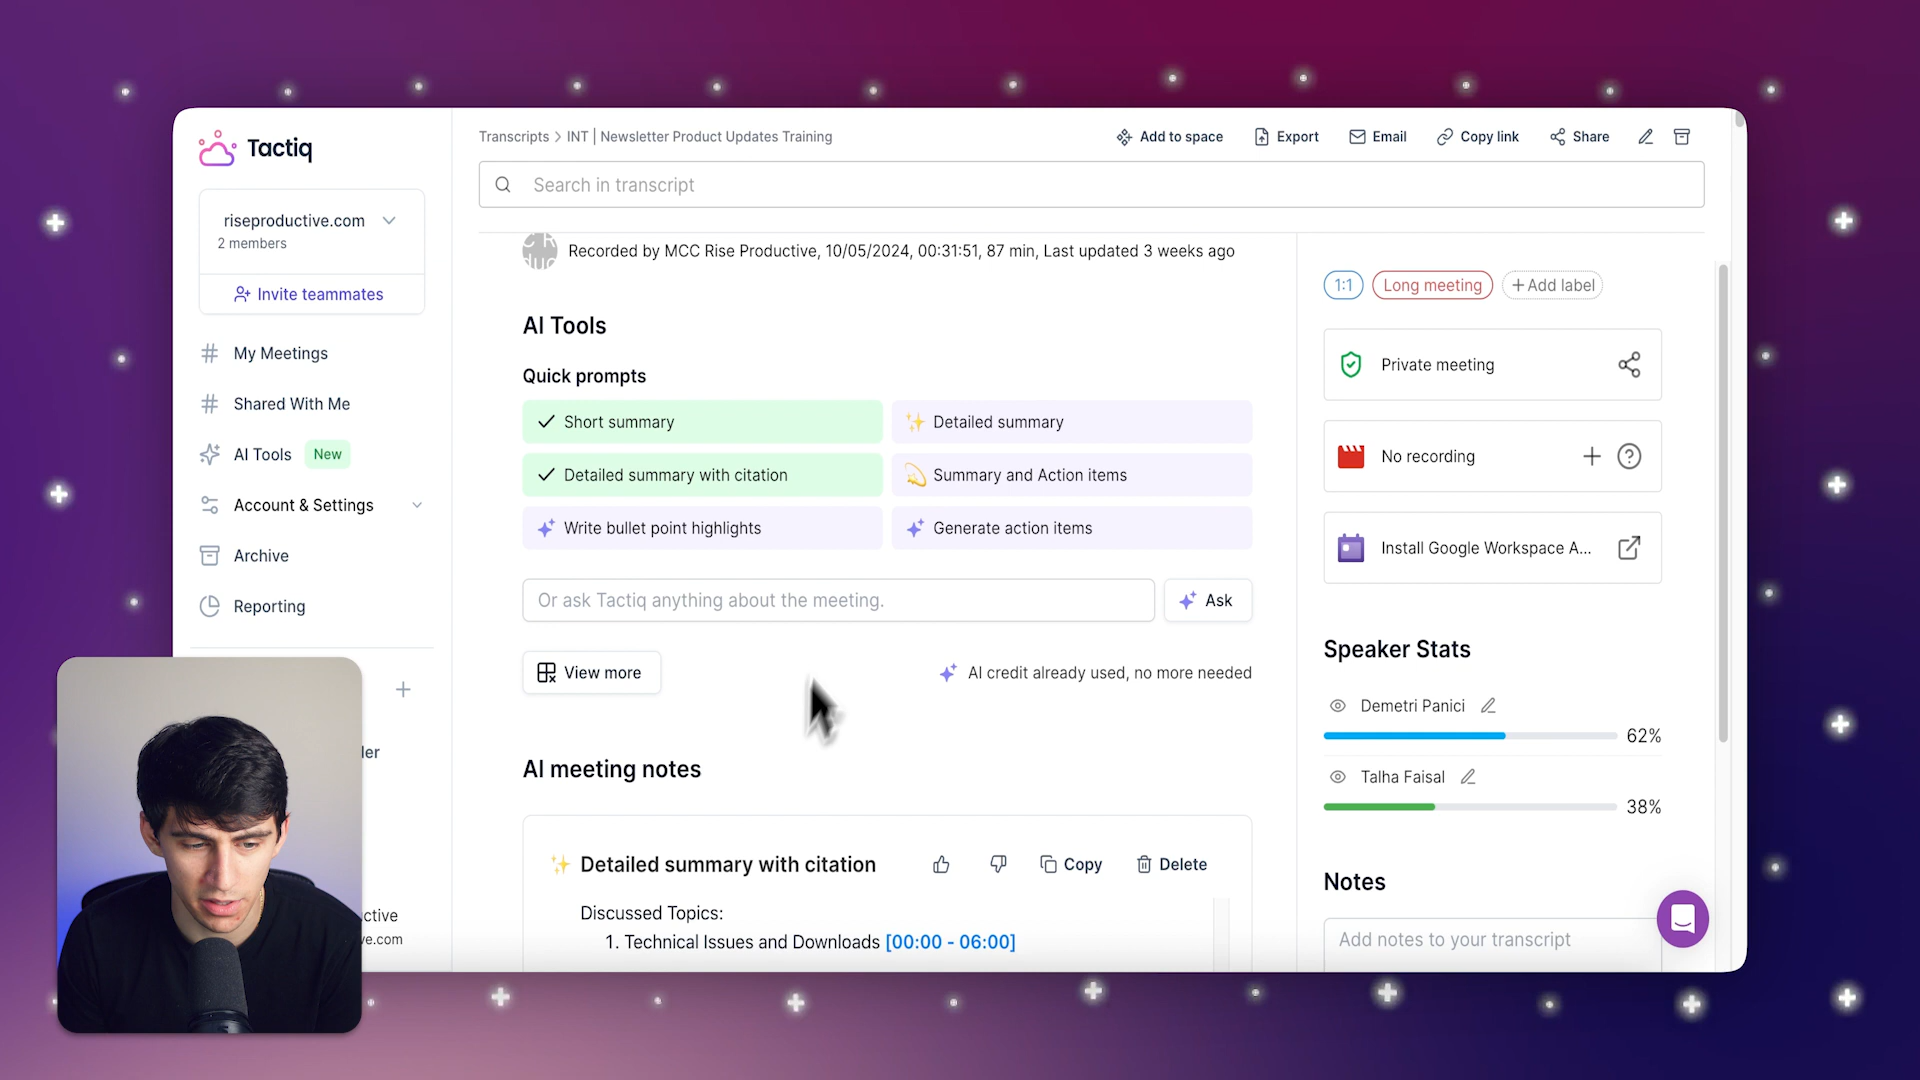 Tactiq
riseproductive.com
2 members
Invite teammates
My Meetings
Shared With Me
AI Tools New
Account & Settings
Archive
Reporting
Transcripts > INT | Newsletter Product Updates Training
Add to space
Export
Email
Copy link
Share
Search in transcript
Recorded by MCC Rise Productive, 10/05/2024, 00:31:51, 87 min, Last updated 3 weeks ago
AI Tools
Quick prompts
Short summary
Detailed summary
Detailed summary with citation
Summary and Action items
Write bullet point highlights
Generate action items
Or ask Tactiq anything about the meeting.
Ask
View more
AI credit already used, no more needed
AI meeting notes
Detailed summary with citation
Copy
Delete
Discussed Topics:
1. Technical Issues and Downloads [00:00 - 06:00]
1:1
Long meeting
+ Add label
Private meeting
No recording
Install Google Workspace A...
Speaker Stats
Demetri Panici
62%
Talha Faisal
38%
Notes
Add notes to your transcript